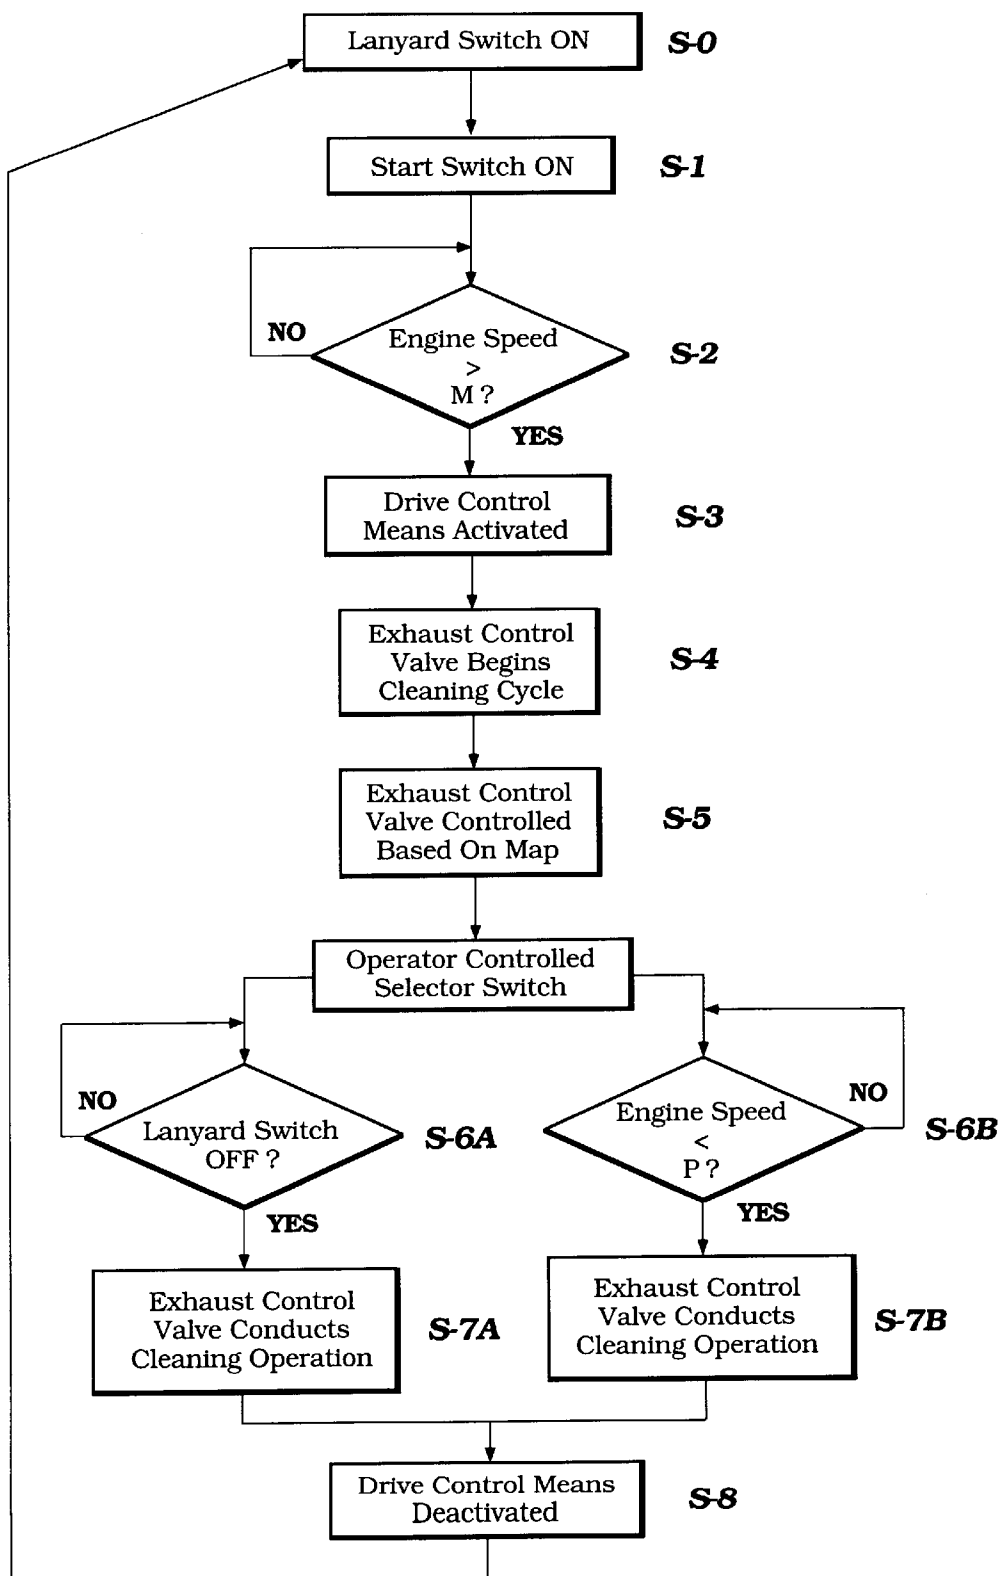 Lanyard Switch ON
S-0
Start Switch ON
S-1
NO
Engine Speed
>
M ?
S-2
YES
Drive Control
Means Activated
S-3
Exhaust Control
Valve Begins
Cleaning Cycle
S-4
Exhaust Control
Valve Controlled
Based On Map
S-5
Operator Controlled
Selector Switch
NO
Lanyard Switch
OFF ?
S-6A
YES
NO
Engine Speed
<
P ?
S-6B
YES
Exhaust Control
Valve Conducts
Cleaning Operation
S-7A
Exhaust Control
Valve Conducts
Cleaning Operation
S-7B
Drive Control Means
Deactivated
S-8